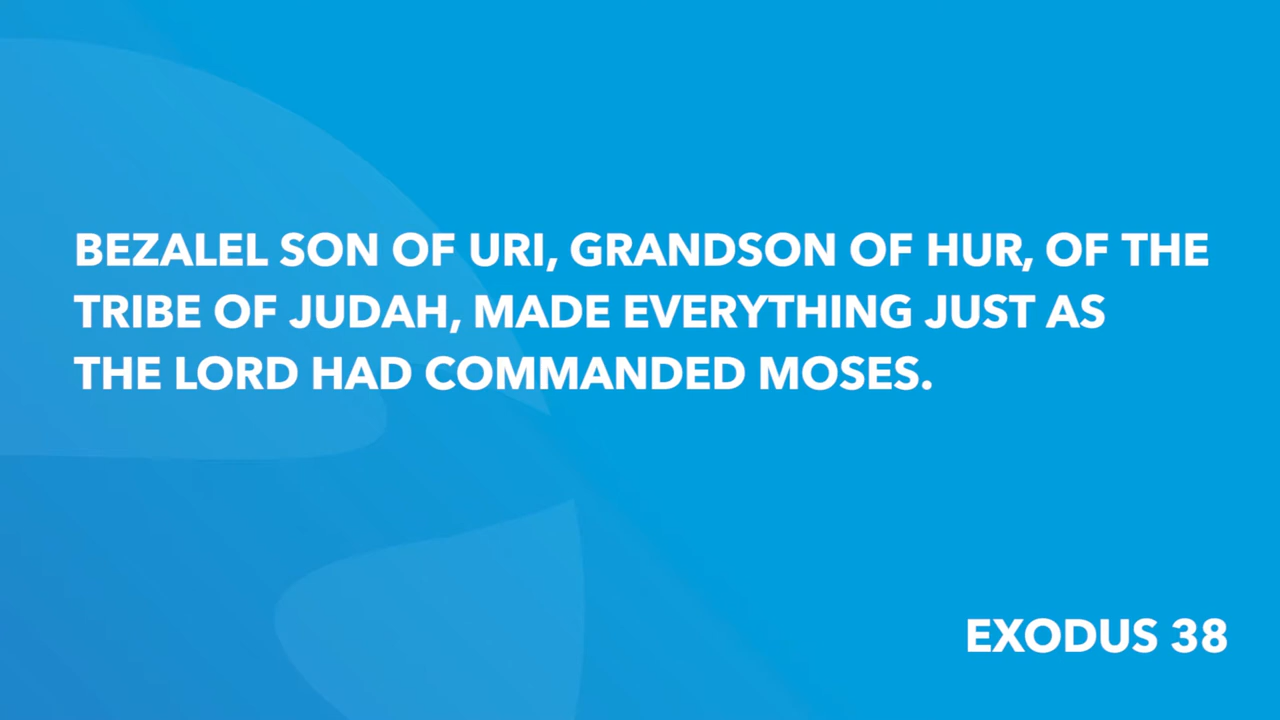 BEZALEL SON OF URI, GRANDSON OF HUR, OF THE
TRIBE OF JUDAH, MADE EVERYTHING JUST AS
THE LORD HAD COMMANDED MOSES.
EXODUS 38